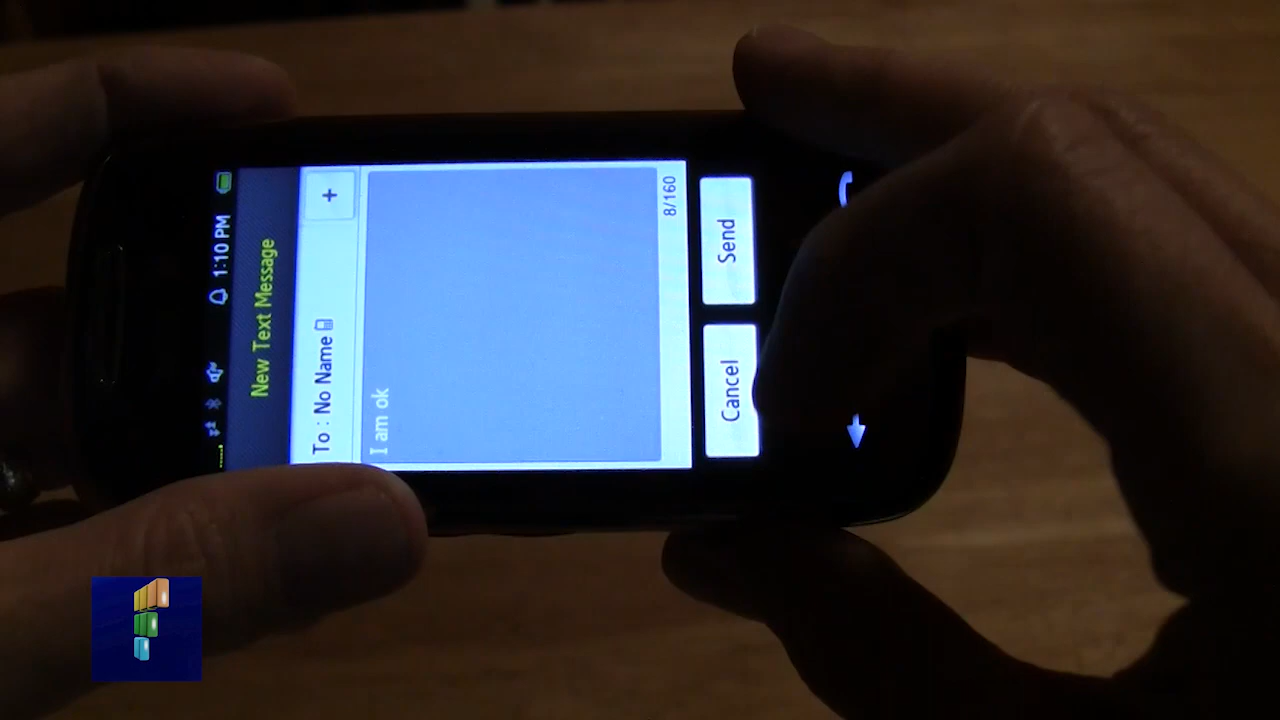 1:10 PM
New Text Message
To : No Name
+
I am ok
8/160
Cancel
Send